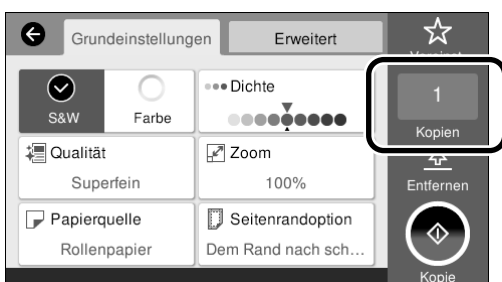 Grundeinstellungen
Erweitert
S&W
Farbe
Dichte
Qualität
Superfein
Zoom
100%
Papierquelle
Rollenpapier
Seitenrandoption
Dem Rand nach sch…
1
Kopien
Entfernen
Kopie